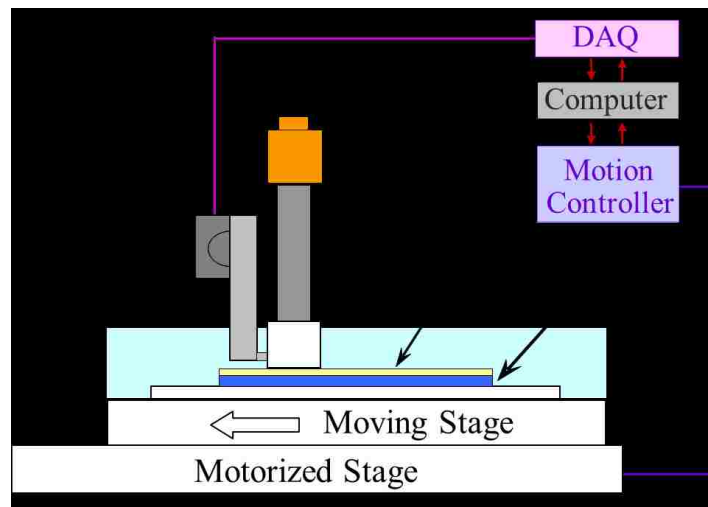 DAQ
Computer
Motion
Controller
Moving Stage
Motorized Stage